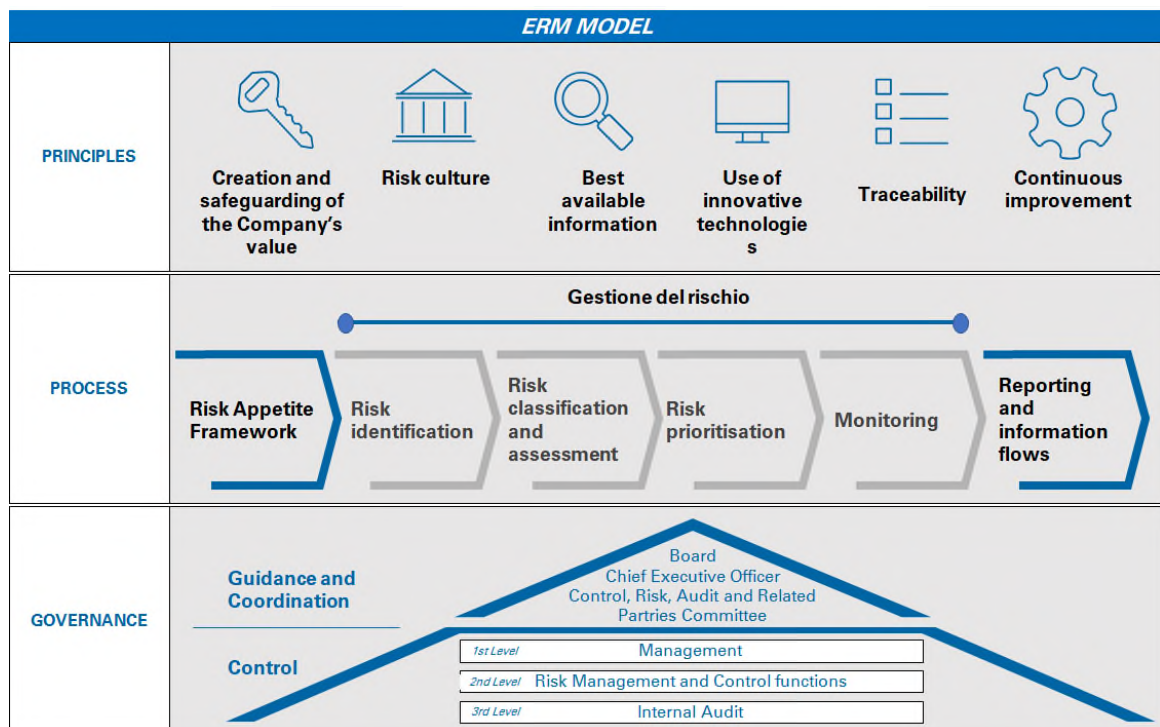 ERM MODEL
PRINCIPLES
Creation and
safeguarding of
the Company's
value
Risk culture
Best
available
information
Use of
innovative
technologie
s
Traceability
Continuous
improvement
PROCESS
Gestione del rischio
Risk Appetite
Framework
Risk
identification
Risk
classification
and
assessment
Risk
prioritisation
Monitoring
Reporting
and
information
flows
GOVERNANCE
Guidance and
Coordination
Board
Chief Executive Officer
Control, Risk, Audit and Related
Partries Committee
Control
1st Level Management
2nd Level Risk Management and Control functions
3rd Level Internal Audit